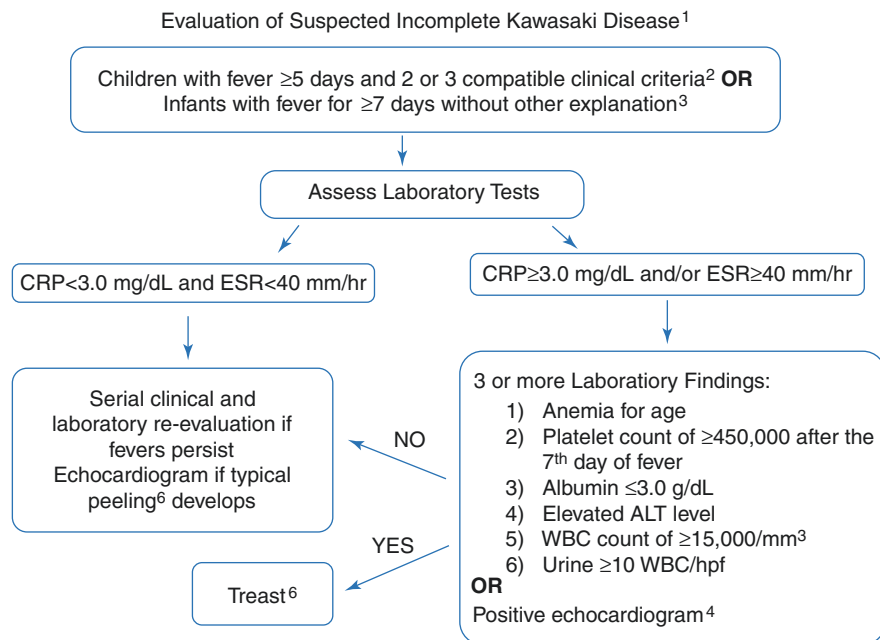 Evaluation of Suspected Incomplete Kawasaki Disease¹
Children with fever ≥5 days and 2 or 3 compatible clinical criteria² OR
Infants with fever for ≥7 days without other explanation³
Assess Laboratory Tests
CRP<3.0 mg/dL and ESR<40 mm/hr
CRP≥3.0 mg/dL and/or ESR≥40 mm/hr
Serial clinical and
laboratory re-evaluation if
fevers persist
Echocardiogram if typical
peeling⁶ develops
NO
YES
Treast⁶
3 or more Laboratiory Findings:
1) Anemia for age
2) Platelet count of ≥450,000 after the
7th day of fever
3) Albumin ≤3.0 g/dL
4) Elevated ALT level
5) WBC count of ≥15,000/mm³
6) Urine ≥10 WBC/hpf
OR
Positive echocardiogram⁴